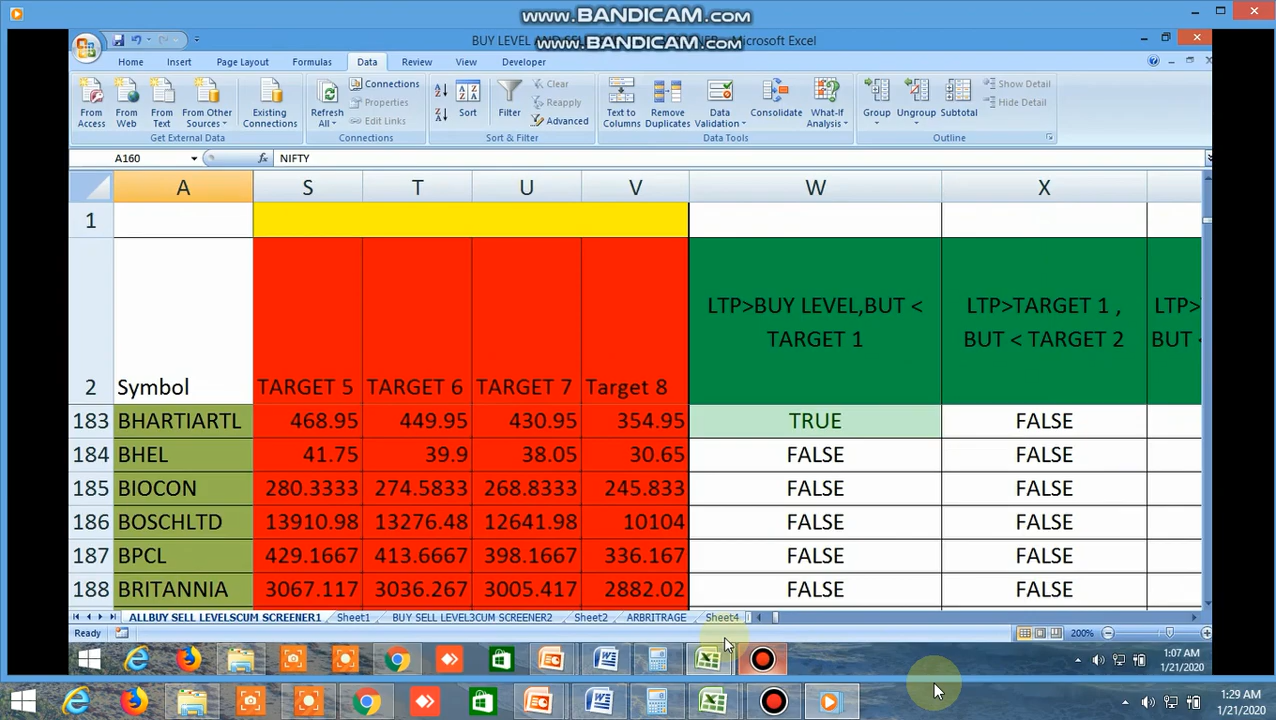 www.BANDICAM.com
BUY LEVEL AND SELL
Microsoft Excel
www.BANDICAM.com
Home Insert Page Layout Formulas Data Review View Developer
From Access
From Web
From Text
From Other Sources
Existing Connections
Refresh All
Connections
Properties
Edit Links
Sort
Filter
Clear
Reapply
Advanced
Text to Columns
Remove Duplicates
Data Validation
Consolidate
What-If Analysis
Group
Ungroup
Subtotal
Show Detail
Hide Detail
Get External Data
Connections
Sort & Filter
Data Tools
Outline
A160 fx NIFTY
A S T U V W X
1
2 Symbol TARGET 5 TARGET 6 TARGET 7 Target 8
LTP>BUY LEVEL,BUT <
TARGET 1
LTP>TARGET 1 ,
BUT < TARGET 2
LTP>
BUT <
183 BHARTIARTL 468.95 449.95 430.95 354.95 TRUE FALSE
184 BHEL 41.75 39.9 38.05 30.65 FALSE FALSE
185 BIOCON 280.3333 274.5833 268.8333 245.833 FALSE FALSE
186 BOSCHLTD 13910.98 13276.48 12641.98 10104 FALSE FALSE
187 BPCL 429.1667 413.6667 398.1667 336.167 FALSE FALSE
188 BRITANNIA 3067.117 3036.267 3005.417 2882.02 FALSE FALSE
ALLBUY SELL LEVELSCUM SCREENER1 Sheet1 BUY SELL LEVEL3CUM SCREENER2 Sheet2 ARBRITRAGE Sheet4
Ready 200%
1:07 AM
1/21/2020
1:29 AM
1/21/2020